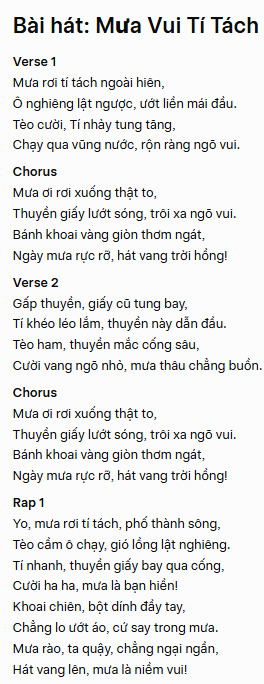 Bài hát: Mưa Vui Tí Tách
Verse 1
Mưa rơi tí tách ngoài hiên,
Ô nghiêng lật ngược, ướt liền mái đầu.
Tèo cười, Tí nhảy tung tăng,
Chạy qua vũng nước, rộn ràng ngõ vui.
Chorus
Mưa ơi rơi xuống thật to,
Thuyền giấy lướt sóng, trôi xa ngõ vui.
Bánh khoai vàng giòn thơm ngát,
Ngày mưa rực rỡ, hát vang trời hồng!
Verse 2
Gấp thuyền, giấy cũ tung bay,
Tí khéo léo lắm, thuyền này dẫn đầu.
Tèo ham, thuyền mắc cống sâu,
Cười vang ngõ nhỏ, mưa thâu chẳng buồn.
Chorus
Mưa ơi rơi xuống thật to,
Thuyền giấy lướt sóng, trôi xa ngõ vui.
Bánh khoai vàng giòn thơm ngát,
Ngày mưa rực rỡ, hát vang trời hồng!
Rap 1
Yo, mưa rơi tí tách, phố thành sông,
Tèo cầm ô chạy, gió lồng lật nghiêng.
Tí nhanh, thuyền giấy bay qua cống,
Cười ha ha, mưa là bạn hiền!
Khoai chiên, bột dính đầy tay,
Chẳng lo ướt áo, cứ say trong mưa.
Mưa rào, ta quậy, chẳng ngại ngần,
Hát vang lên, mưa là niềm vui!